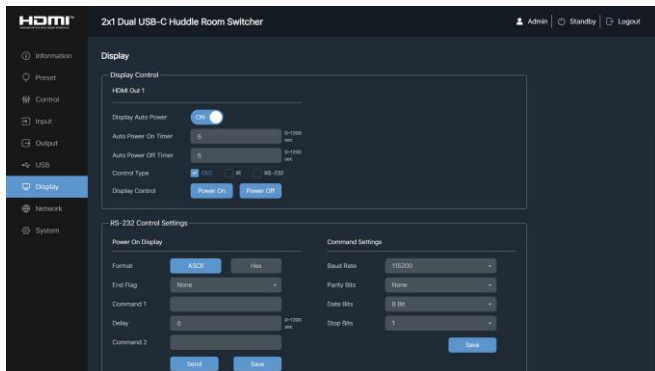 HDMI
2x1 Dual USB-C Huddle Room Switcher
Admin Standby Logout
Information
Preset
Control
Input
Output
USB
Display
Network
System
Display
Display Control
HDMI Out 1
Display Auto Power ON
Auto Power On Timer 5 0~1200 sec
Auto Power Off Timer 5 0~1200 sec
Control Type CEC IR RS-232
Display Control Power On Power Off
RS-232 Control Settings
Power On Display
Format ASCII Hex
End Flag None
Command 1
Delay 0 0~1200 sec
Command 2
Send Save
Command Settings
Baud Rate 115200
Parity Bits None
Date Bits 8 Bit
Stop Bits 1
Save